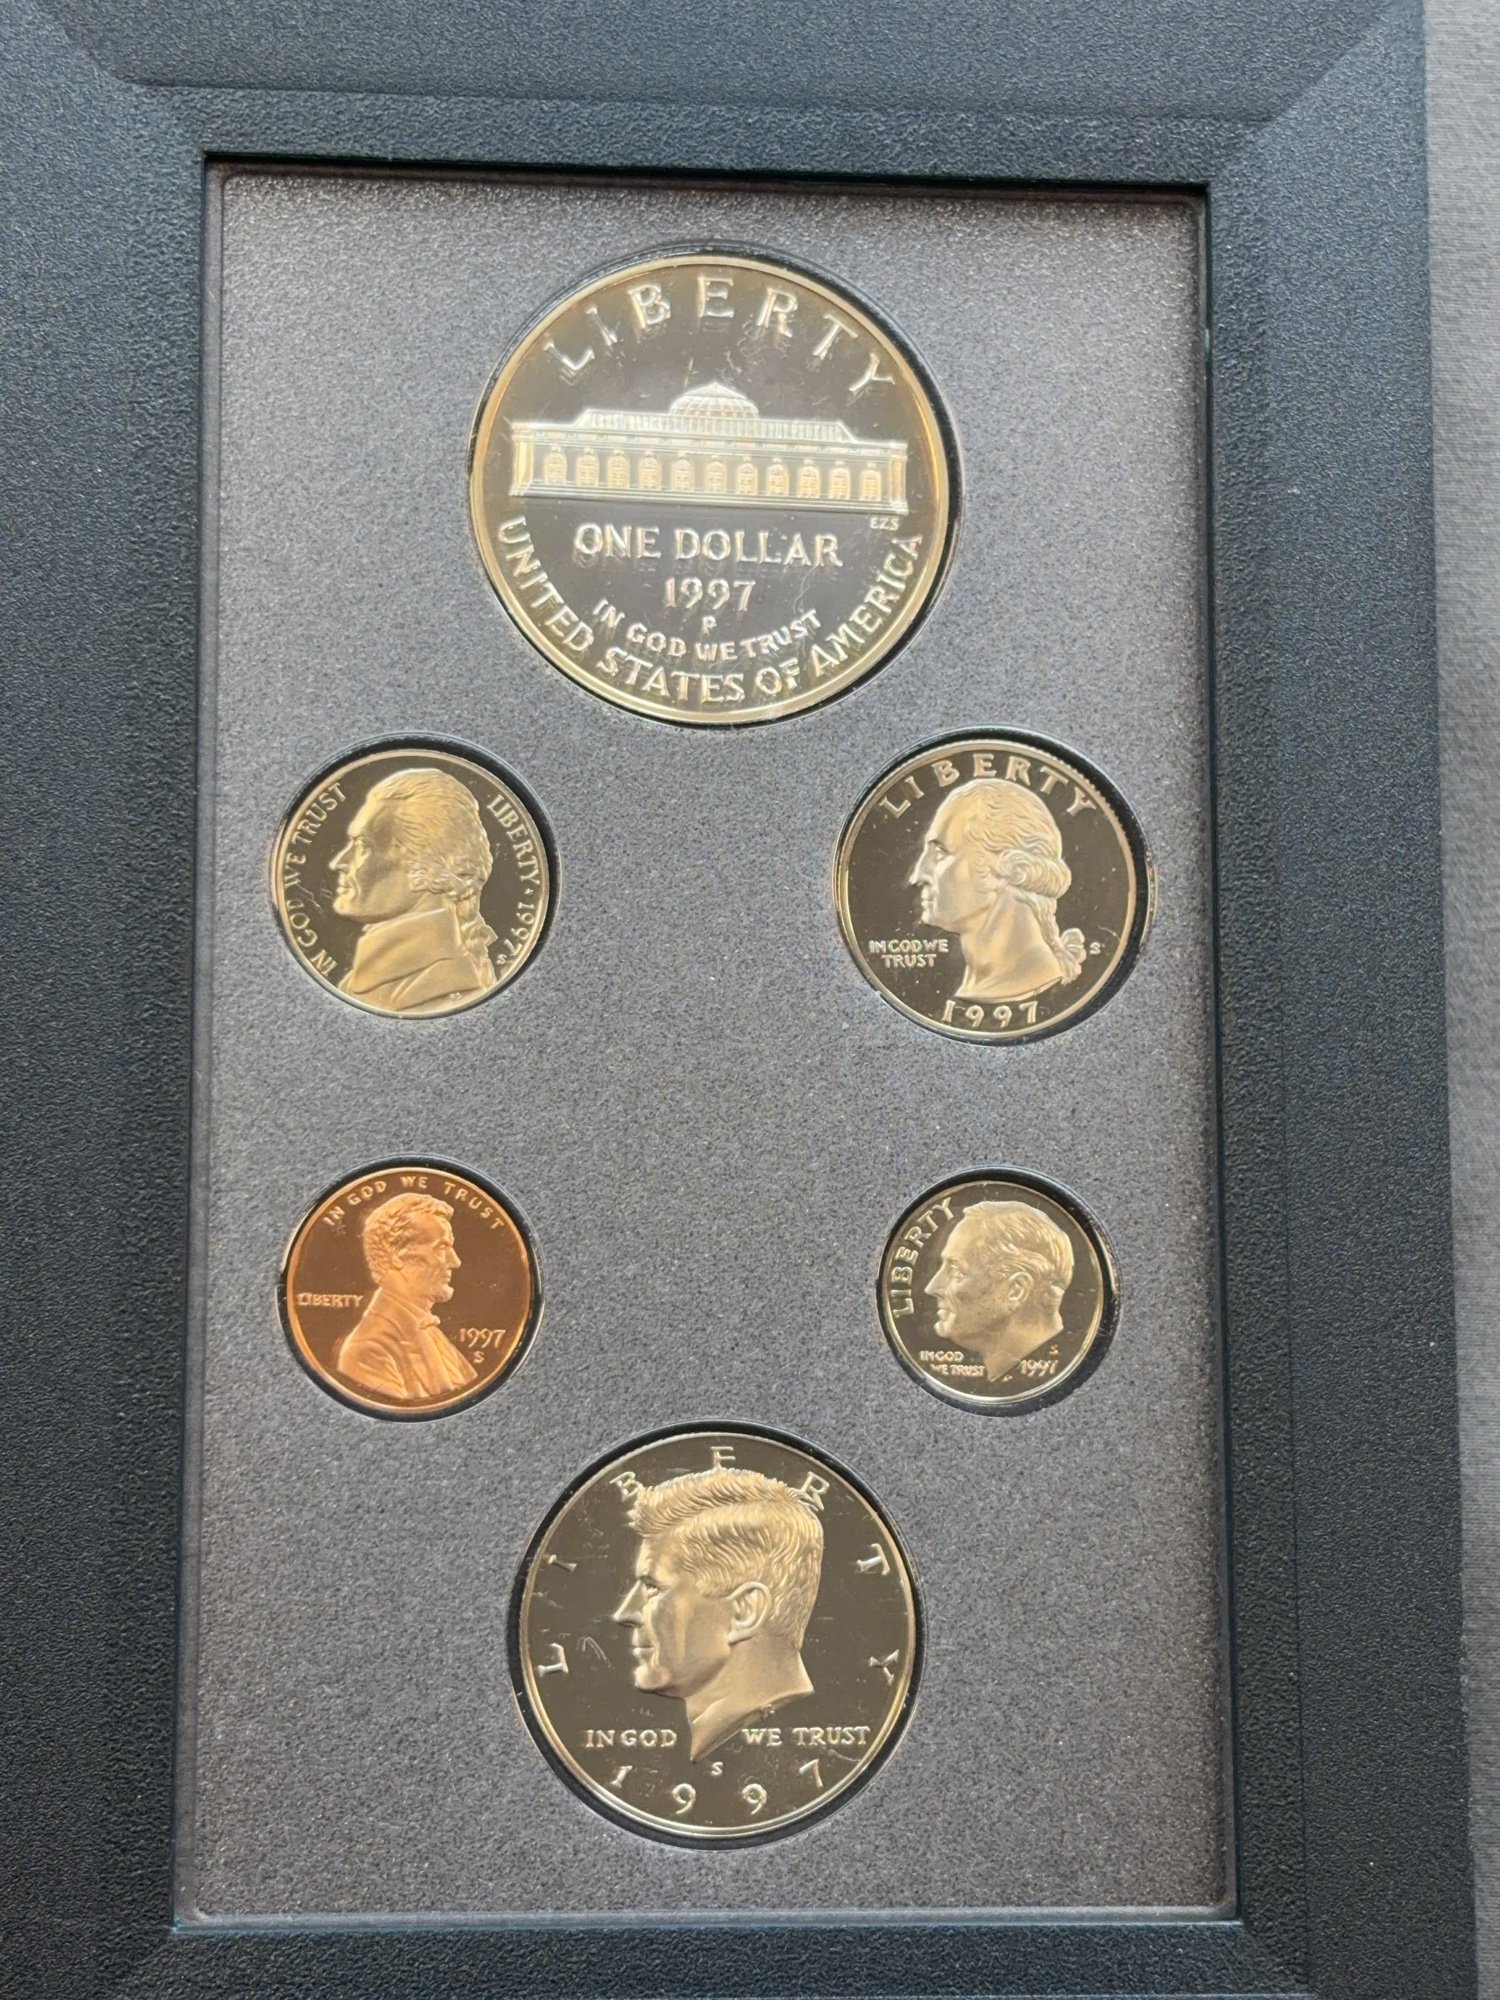 LIBERTY
E.Z.S
ONE DOLLAR
1997
P
IN GOD WE TRUST
UNITED STATES OF AMERICA
IN GOD WE TRUST
LIBERTY · 1997
S
FS
LIBERTY
IN GOD WE
TRUST
S
1997
IN GOD WE TRUST
LIBERTY
1997
S
LIBERTY
IN GOD
WE TRUST
S
1997
LIBERTY
IN GOD WE TRUST
S
1997